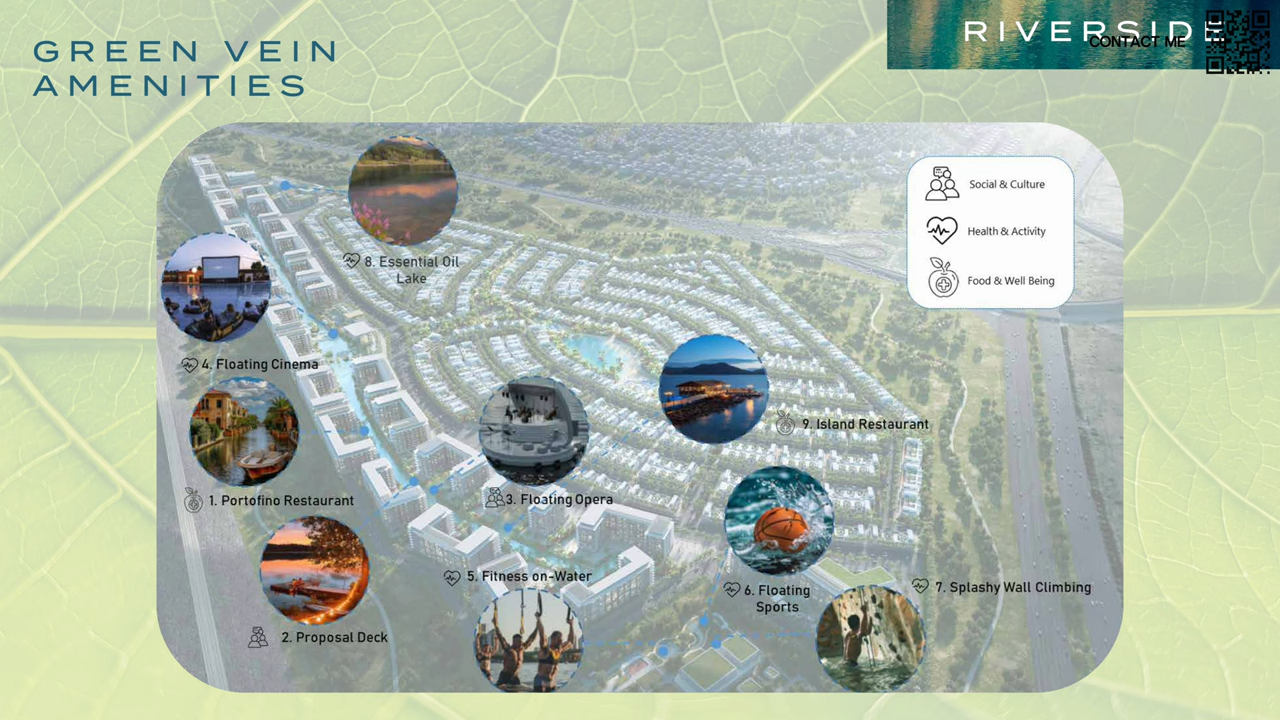 GREEN VEIN
AMENITIES
RIVERSIDE
CONTACT ME
Social & Culture
Health & Activity
Food & Well Being
8. Essential Oil
Lake
4. Floating Cinema
9. Island Restaurant
1. Portofino Restaurant
3. Floating Opera
5. Fitness on-Water
6. Floating
Sports
7. Splashy Wall Climbing
2. Proposal Deck